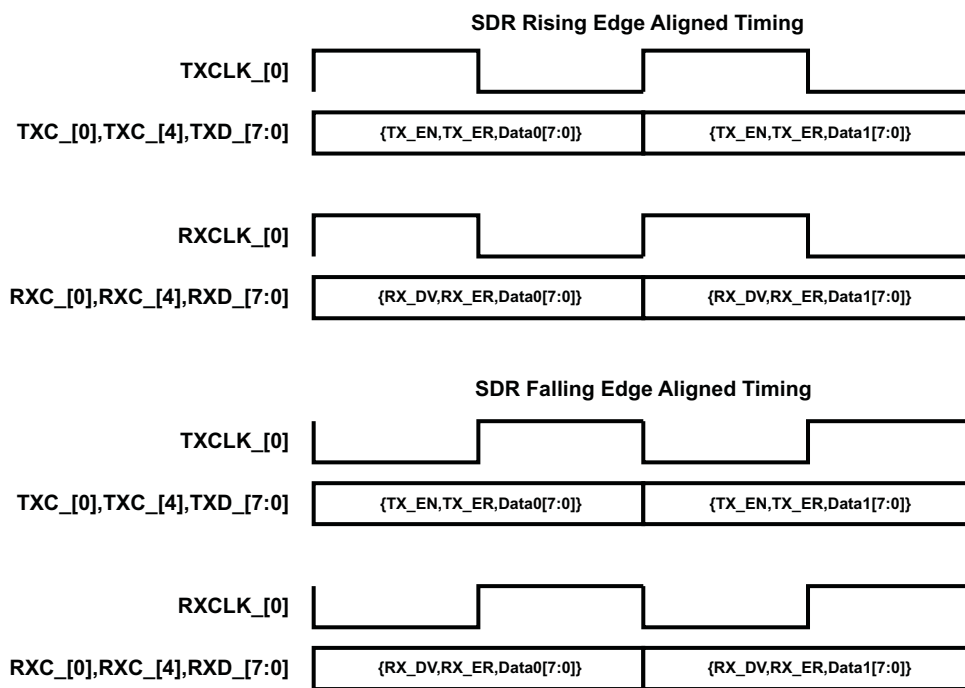 SDR Rising Edge Aligned Timing
TXCLK_[0]
TXC_[0],TXC_[4],TXD_[7:0] {TX_EN,TX_ER,Data0[7:0]} {TX_EN,TX_ER,Data1[7:0]}
RXCLK_[0]
RXC_[0],RXC_[4],RXD_[7:0] {RX_DV,RX_ER,Data0[7:0]} {RX_DV,RX_ER,Data1[7:0]}
SDR Falling Edge Aligned Timing
TXCLK_[0]
TXC_[0],TXC_[4],TXD_[7:0] {TX_EN,TX_ER,Data0[7:0]} {TX_EN,TX_ER,Data1[7:0]}
RXCLK_[0]
RXC_[0],RXC_[4],RXD_[7:0] {RX_DV,RX_ER,Data0[7:0]} {RX_DV,RX_ER,Data1[7:0]}